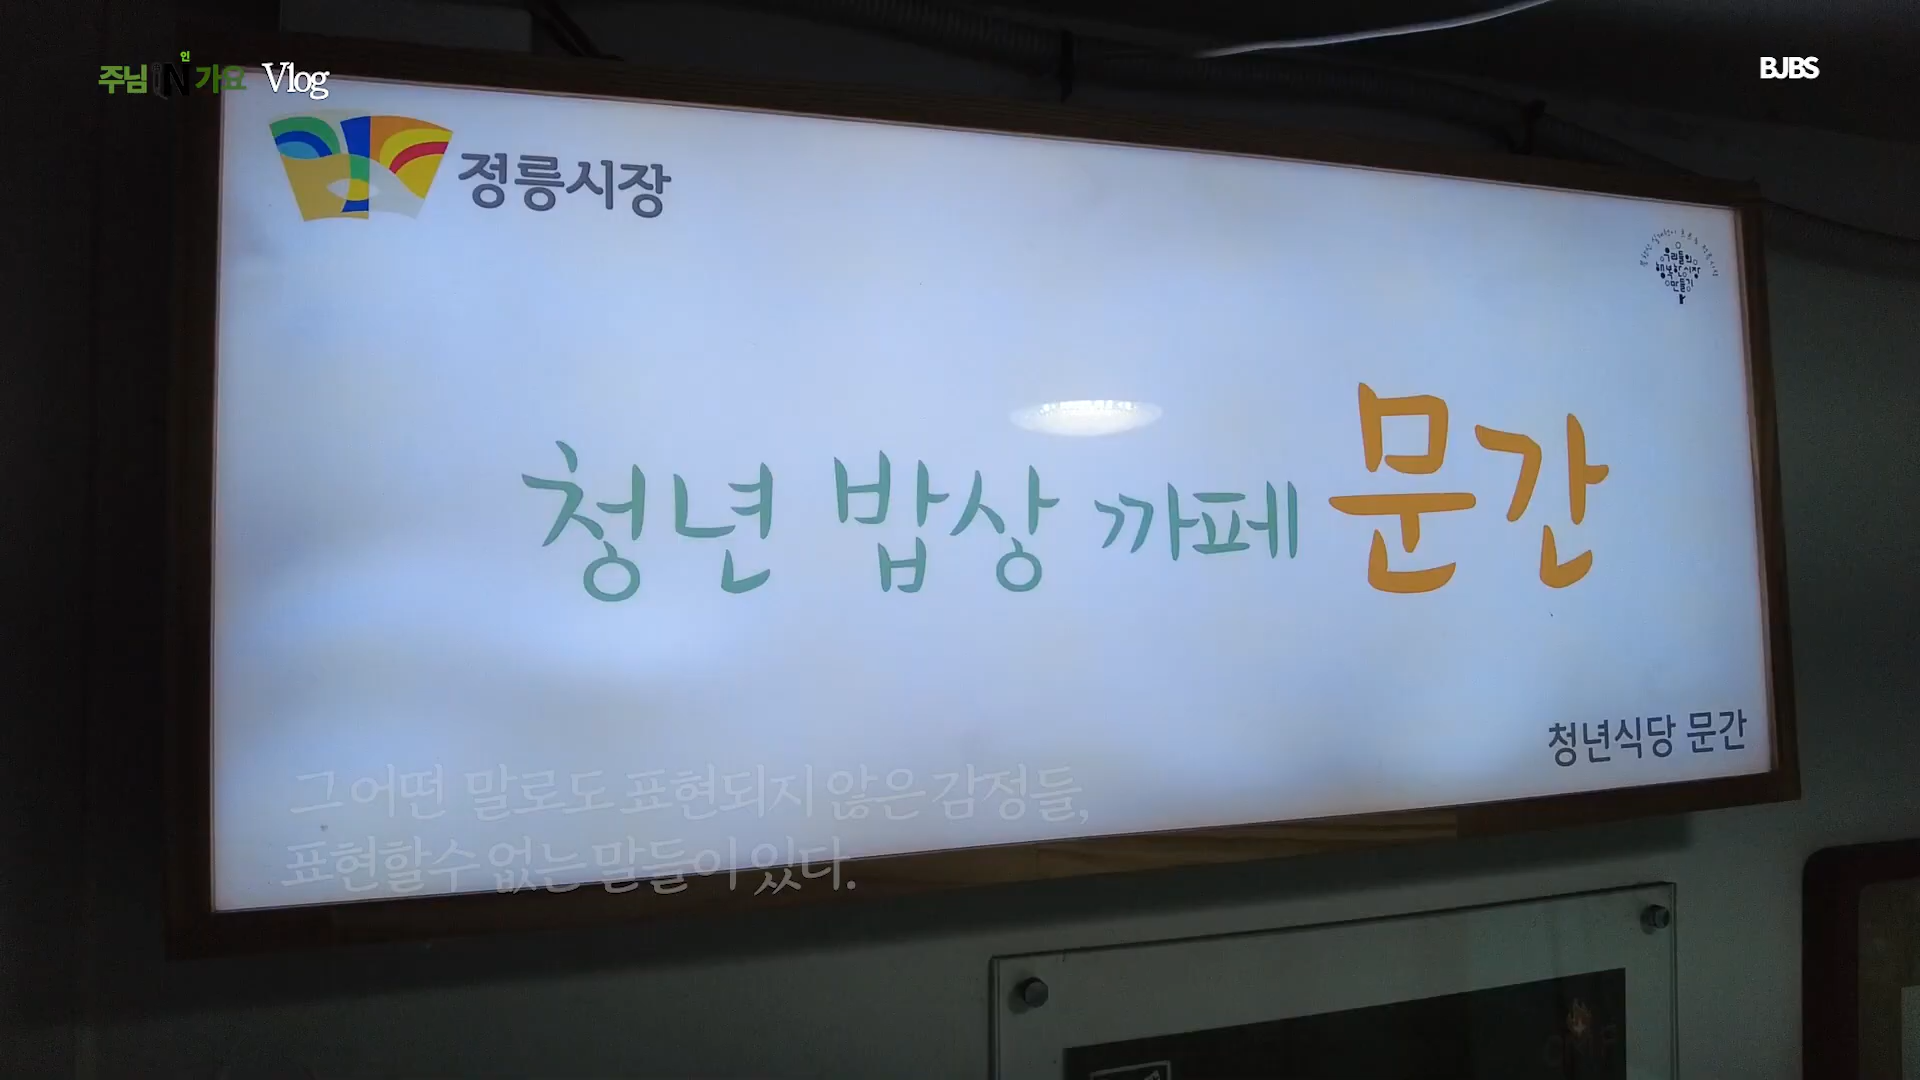 주님 iN 인 가요 Vlog
BJBS
정릉시장
청년 밥상 까페 문간
청년식당 문간
그 어떤 말로도 표현되지 않은 감정들,
표현할수 없는 말들이 있다.